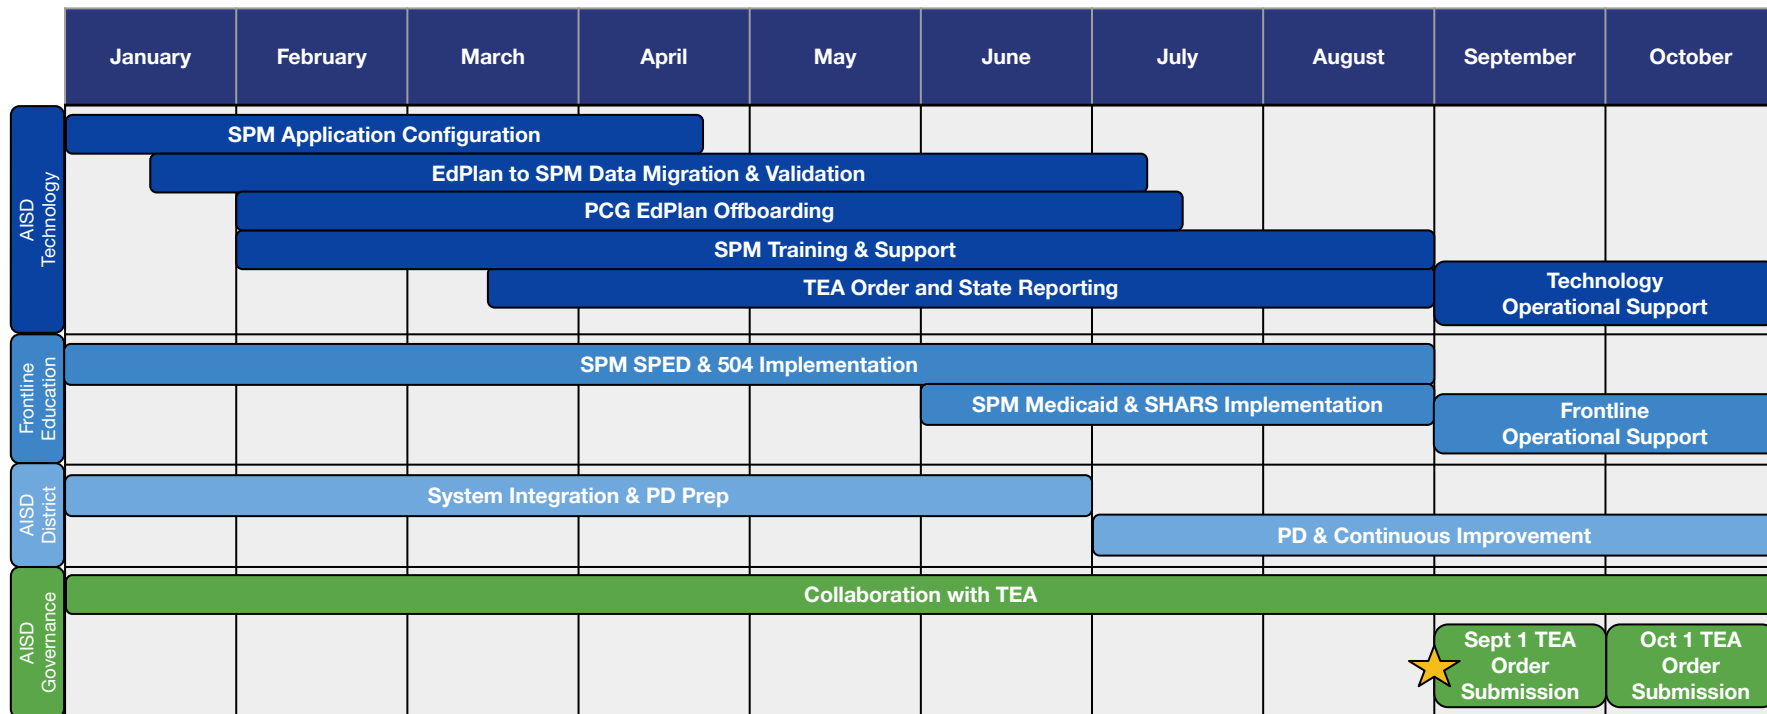 January
February
March
April
May
June
July
August
September
October
AISD
Technology
SPM Application Configuration
EdPlan to SPM Data Migration & Validation
PCG EdPlan Offboarding
SPM Training & Support
TEA Order and State Reporting
Technology
Operational Support
Frontline
Education
SPM SPED & 504 Implementation
SPM Medicaid & SHARS Implementation
Frontline
Operational Support
AISD
District
System Integration & PD Prep
PD & Continuous Improvement
AISD
Governance
Collaboration with TEA
Sept 1 TEA
Order
Submission
Oct 1 TEA
Order
Submission